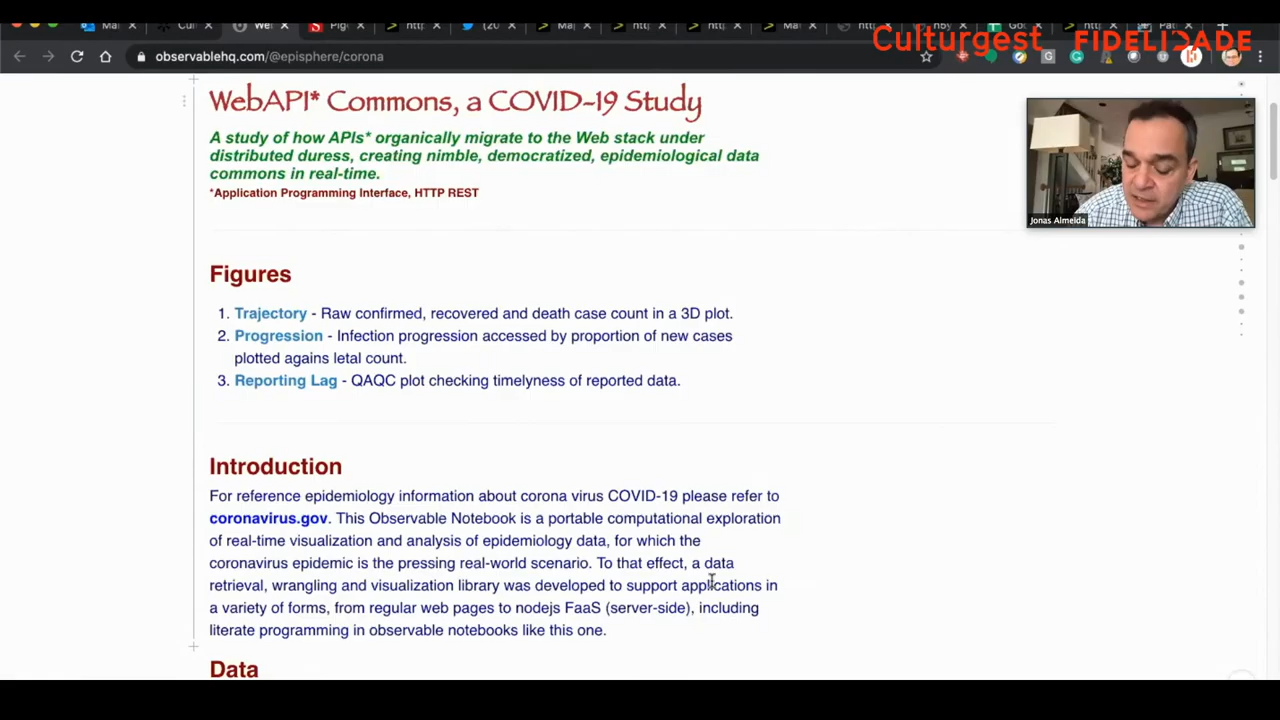 Culturgest FIDELIDADE
observablehq.com/@episphere/corona
WebAPI* Commons, a COVID-19 Study
A study of how APIs* organically migrate to the Web stack under
distributed duress, creating nimble, democratized, epidemiological data
commons in real-time.
*Application Programming Interface, HTTP REST
Jonas Almeida
Figures
1. Trajectory - Raw confirmed, recovered and death case count in a 3D plot.
2. Progression - Infection progression accessed by proportion of new cases
plotted agains letal count.
3. Reporting Lag - QAQC plot checking timelyness of reported data.
Introduction
For reference epidemiology information about corona virus COVID-19 please refer to
coronavirus.gov. This Observable Notebook is a portable computational exploration
of real-time visualization and analysis of epidemiology data, for which the
coronavirus epidemic is the pressing real-world scenario. To that effect, a data
retrieval, wrangling and visualization library was developed to support applications in
a variety of forms, from regular web pages to nodejs FaaS (server-side), including
literate programming in observable notebooks like this one.
Data